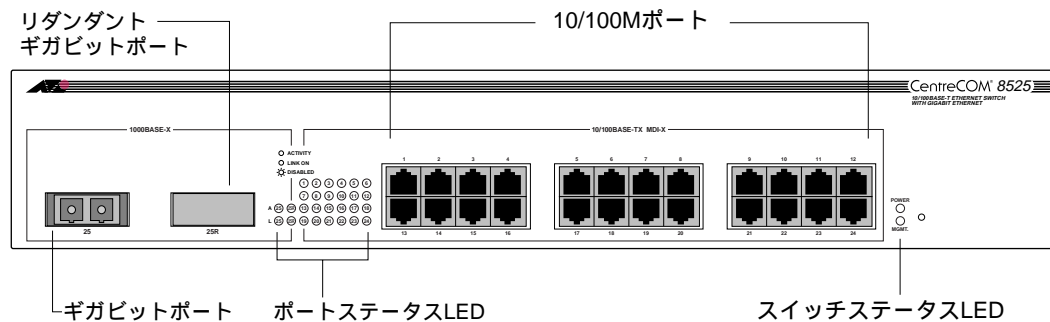 リダンダント
ギガビットポート
10/100Mポート
CentreCOM® 8525
10/100BASE-T ETHERNET SWITCH
WITH GIGABIT ETHERNET
1000BASE-X
10/100BASE-TX MDI-X
ACTIVITY
LINK ON
DISABLED
1 2 3 4 5 6
7 8 9 10 11 12
A 25 25R 13 14 15 16 17 18
L 25 25R 19 20 21 22 23 24
25
25R
1 2 3 4
13 14 15 16
5 6 7 8
17 18 19 20
9 10 11 12
21 22 23 24
POWER
MGMT.
ギガビットポート
ポートステータスLED
スイッチステータスLED